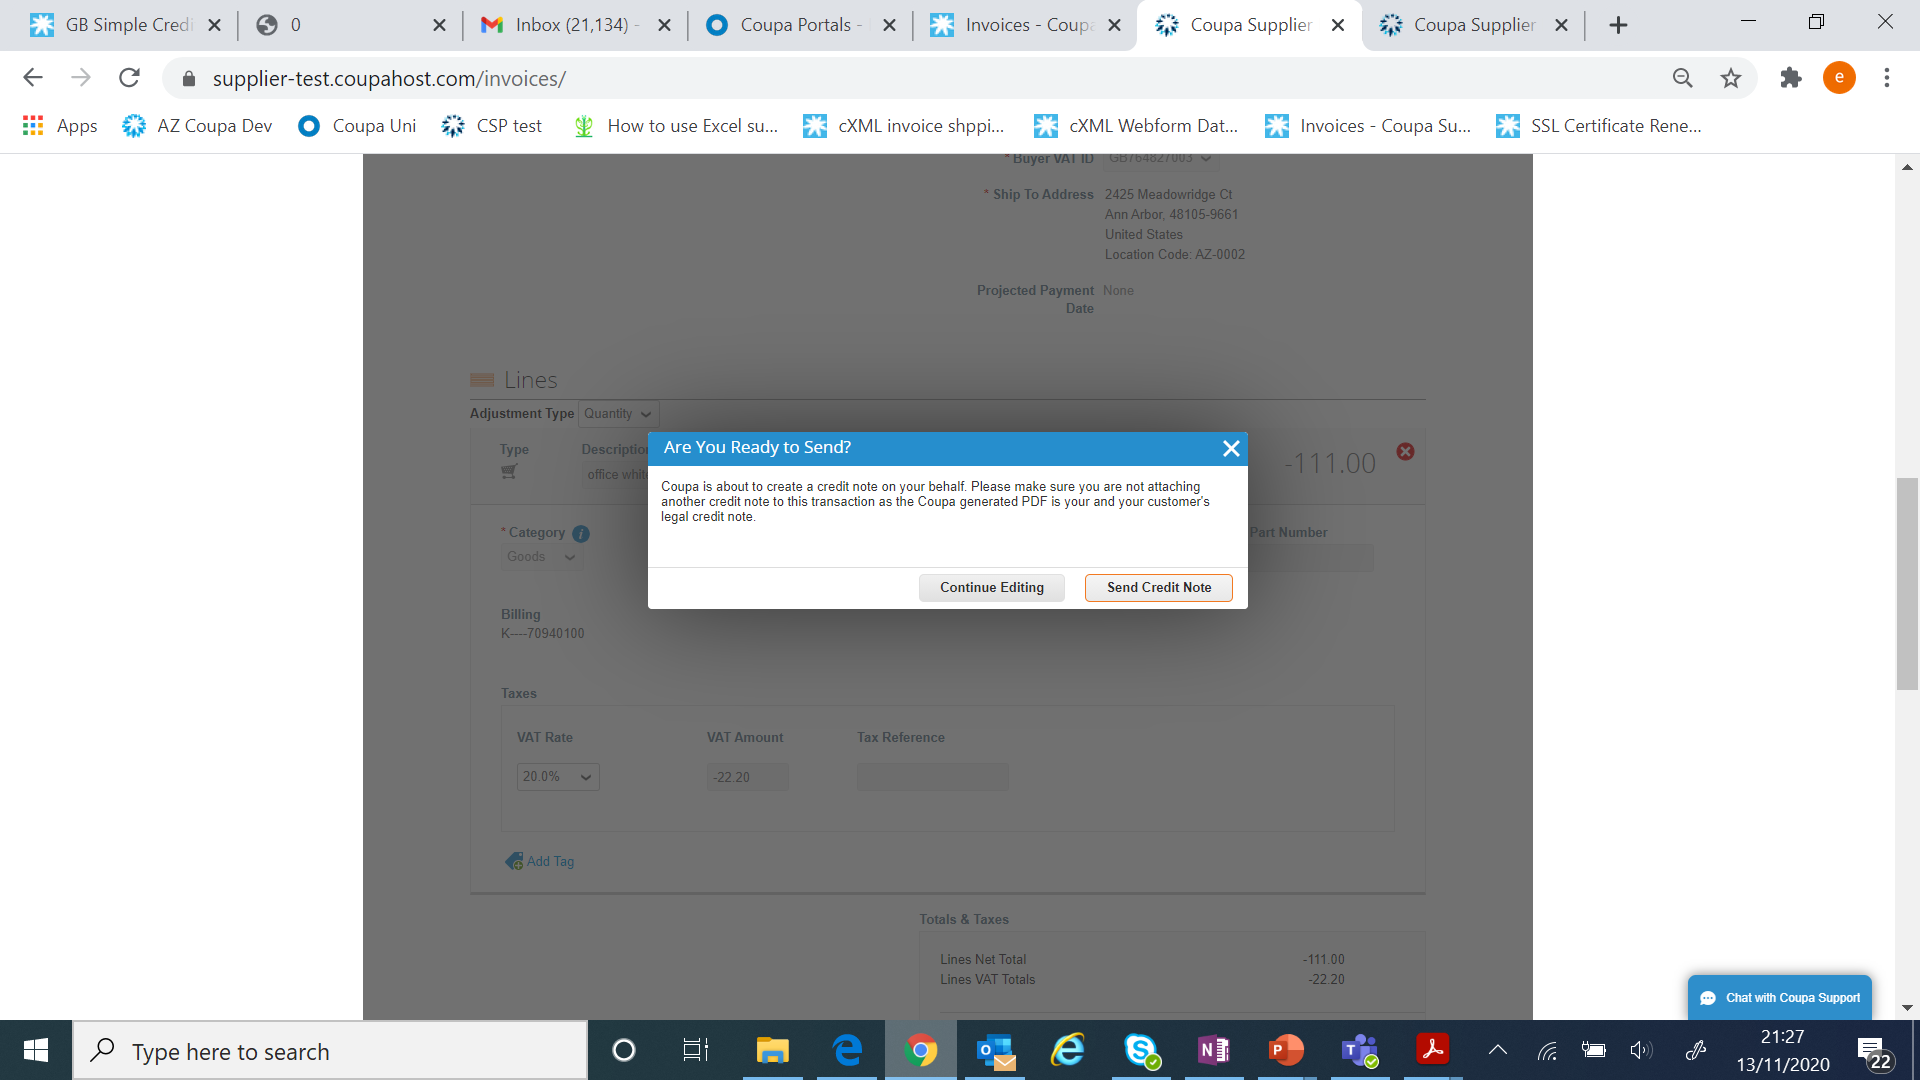 GB Simple Credi
0
Inbox (21,134) -
Coupa Portals -
Invoices - Coupa
Coupa Supplier
Coupa Supplier
supplier-test.coupahost.com/invoices/
e
Apps
AZ Coupa Dev
Coupa Uni
CSP test
How to use Excel su...
cXML invoice shppi...
cXML Webform Dat...
Invoices - Coupa Su...
SSL Certificate Rene...
* Buyer VAT ID GB764827003
* Ship To Address 2425 Meadowridge Ct
Ann Arbor, 48105-9661
United States
Location Code: AZ-0002
Projected Payment None
Date
Lines
Adjustment Type Quantity
Type Description
office whit
-111.00
Are You Ready to Send?
Coupa is about to create a credit note on your behalf. Please make sure you are not attaching
another credit note to this transaction as the Coupa generated PDF is your and your customer's
legal credit note.
Continue Editing Send Credit Note
* Category i
Goods
Part Number
Billing
K----70940100
Taxes
VAT Rate VAT Amount Tax Reference
20.0% -22.20
Add Tag
Totals & Taxes
Lines Net Total -111.00
Lines VAT Totals -22.20
Chat with Coupa Support
Type here to search
21:27
13/11/2020
22